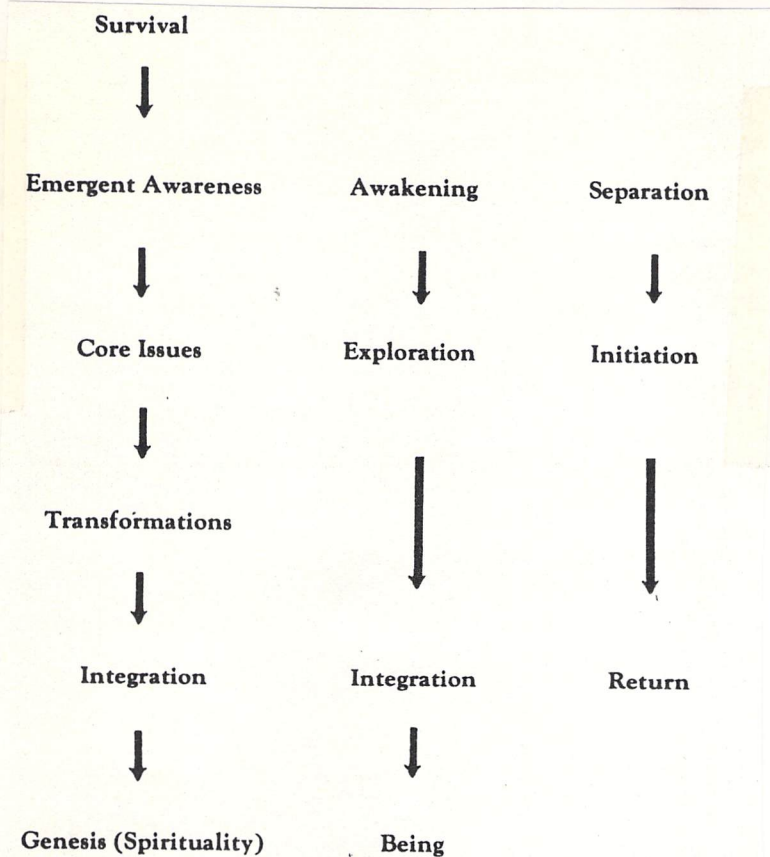 Survival
Emergent Awareness Awakening Separation
Core Issues Exploration Initiation
Transformations
Integration Integration Return
Genesis (Spirituality) Being